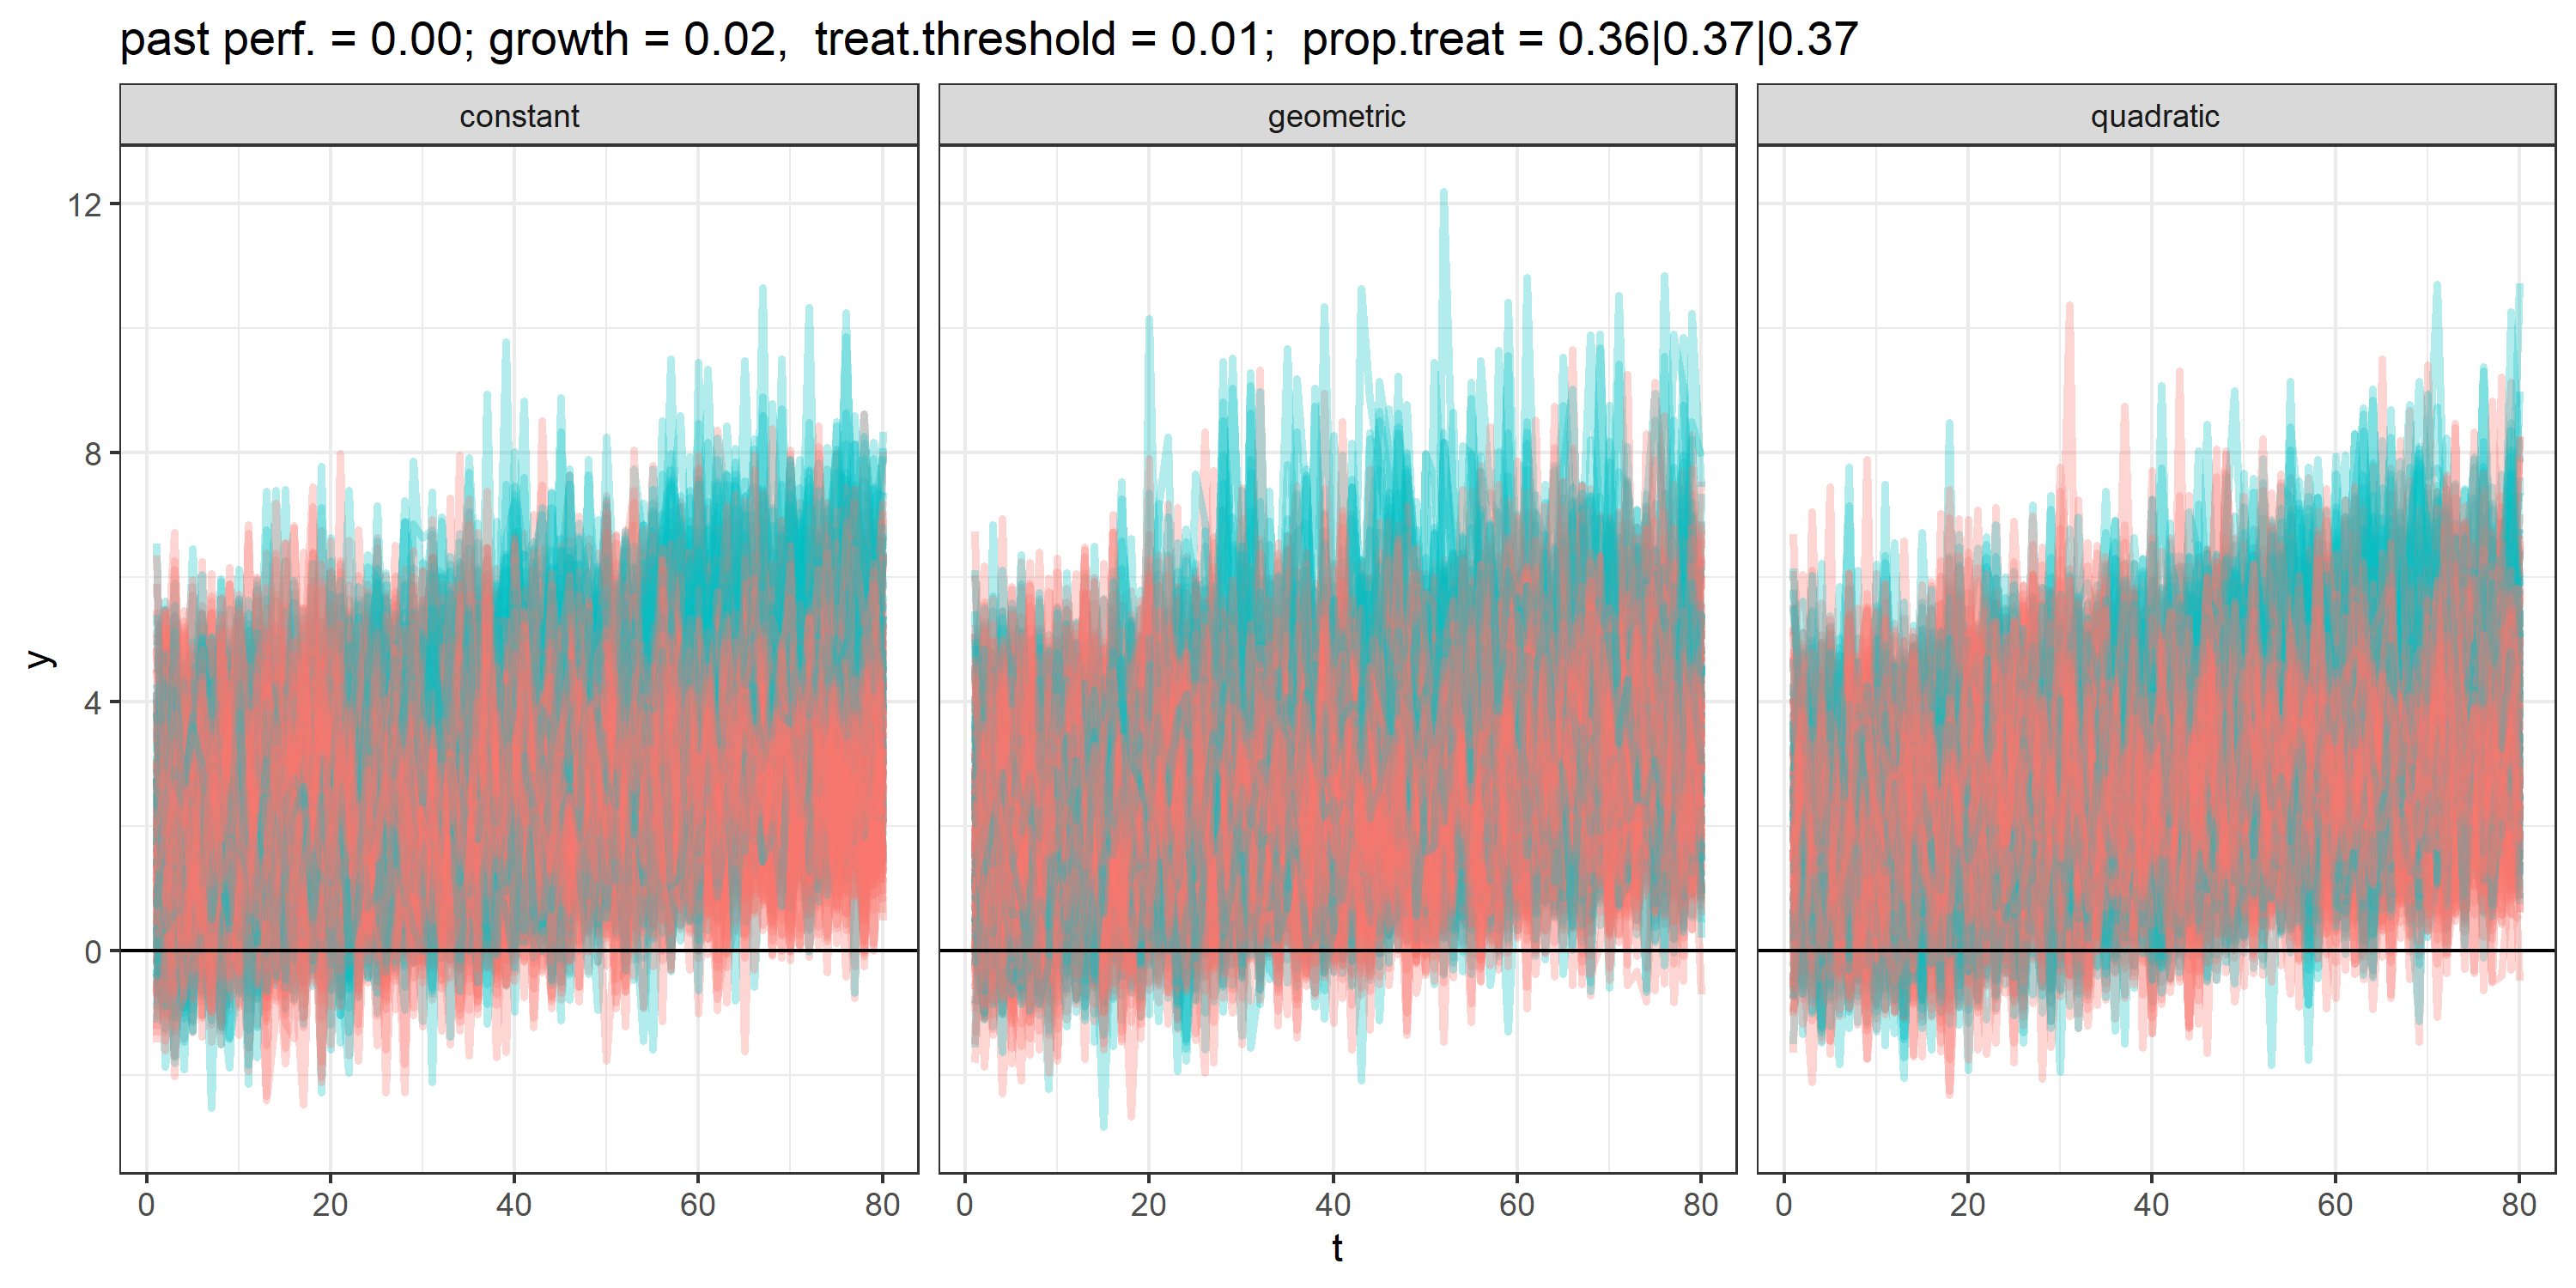 past perf. = 0.00; growth = 0.02,  treat.threshold = 0.01;  prop.treat = 0.36|0.37|0.37
constant geometric quadratic
12
8
4
0
y
0 20 40 60 80 0 20 40 60 80 0 20 40 60 80
t